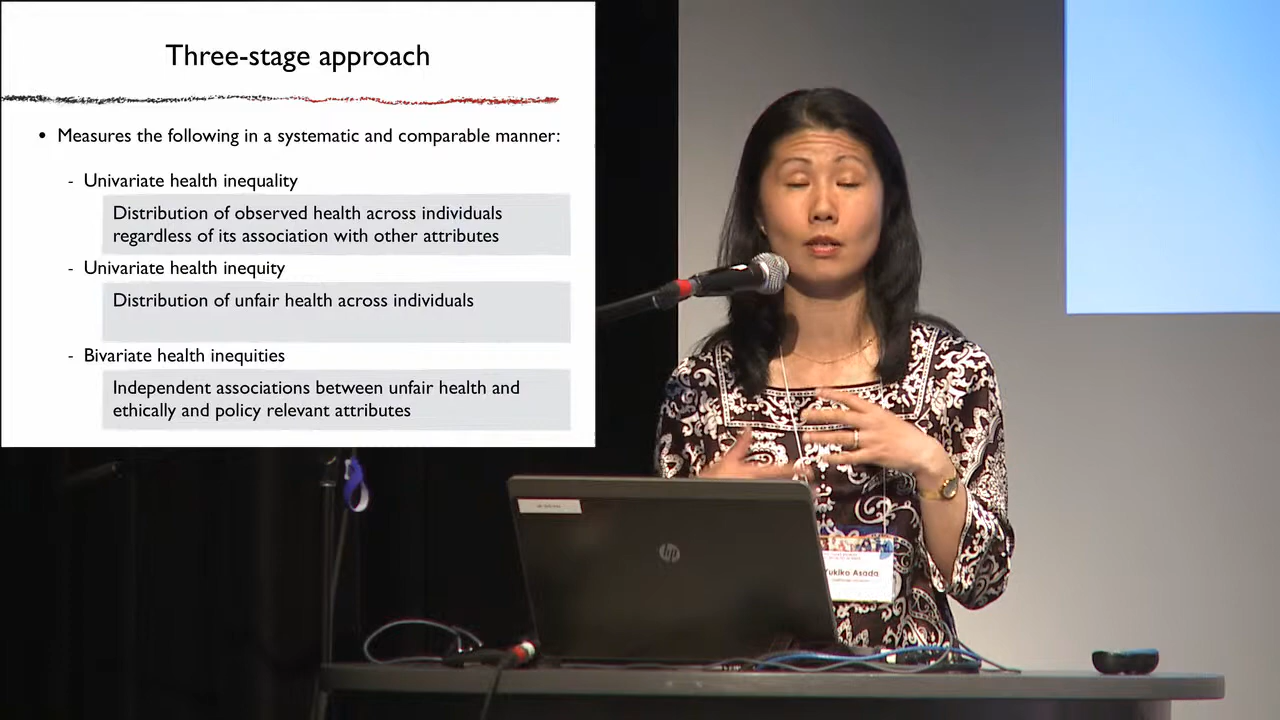 Three-stage approach
• Measures the following in a systematic and comparable manner:
- Univariate health inequality
Distribution of observed health across individuals
regardless of its association with other attributes
- Univariate health inequity
Distribution of unfair health across individuals
- Bivariate health inequities
Independent associations between unfair health and
ethically and policy relevant attributes
hp
Yukiko Asada